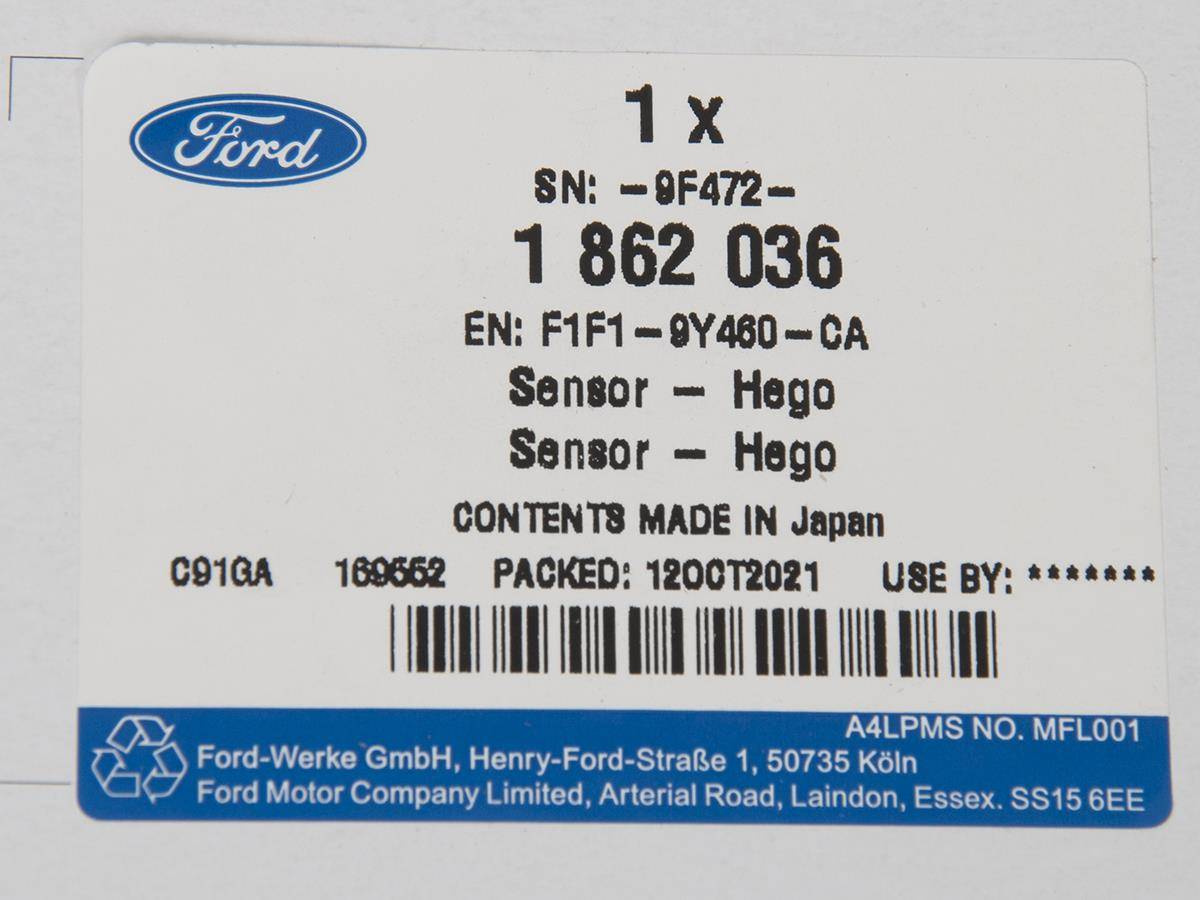 Ford
1 x
SN: -9F472-
1 862 036
EN: F1F1-9Y460-CA
Sensor - Hego
Sensor - Hego
CONTENTS MADE IN Japan
C91GA 169552 PACKED: 12OCT2021 USE BY: *******
A4LPMS NO. MFL001
Ford-Werke GmbH, Henry-Ford-Straße 1, 50735 Köln
Ford Motor Company Limited, Arterial Road, Laindon, Essex. SS15 6EE